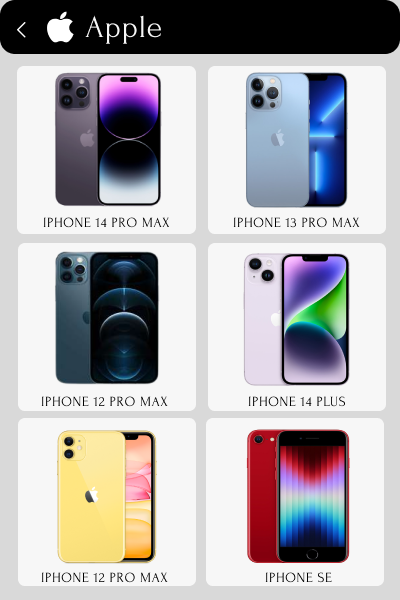 Apple
IPHONE 14 PRO MAX
IPHONE 13 PRO MAX
IPHONE 12 PRO MAX
IPHONE 14 PLUS
IPHONE 12 PRO MAX
IPHONE SE